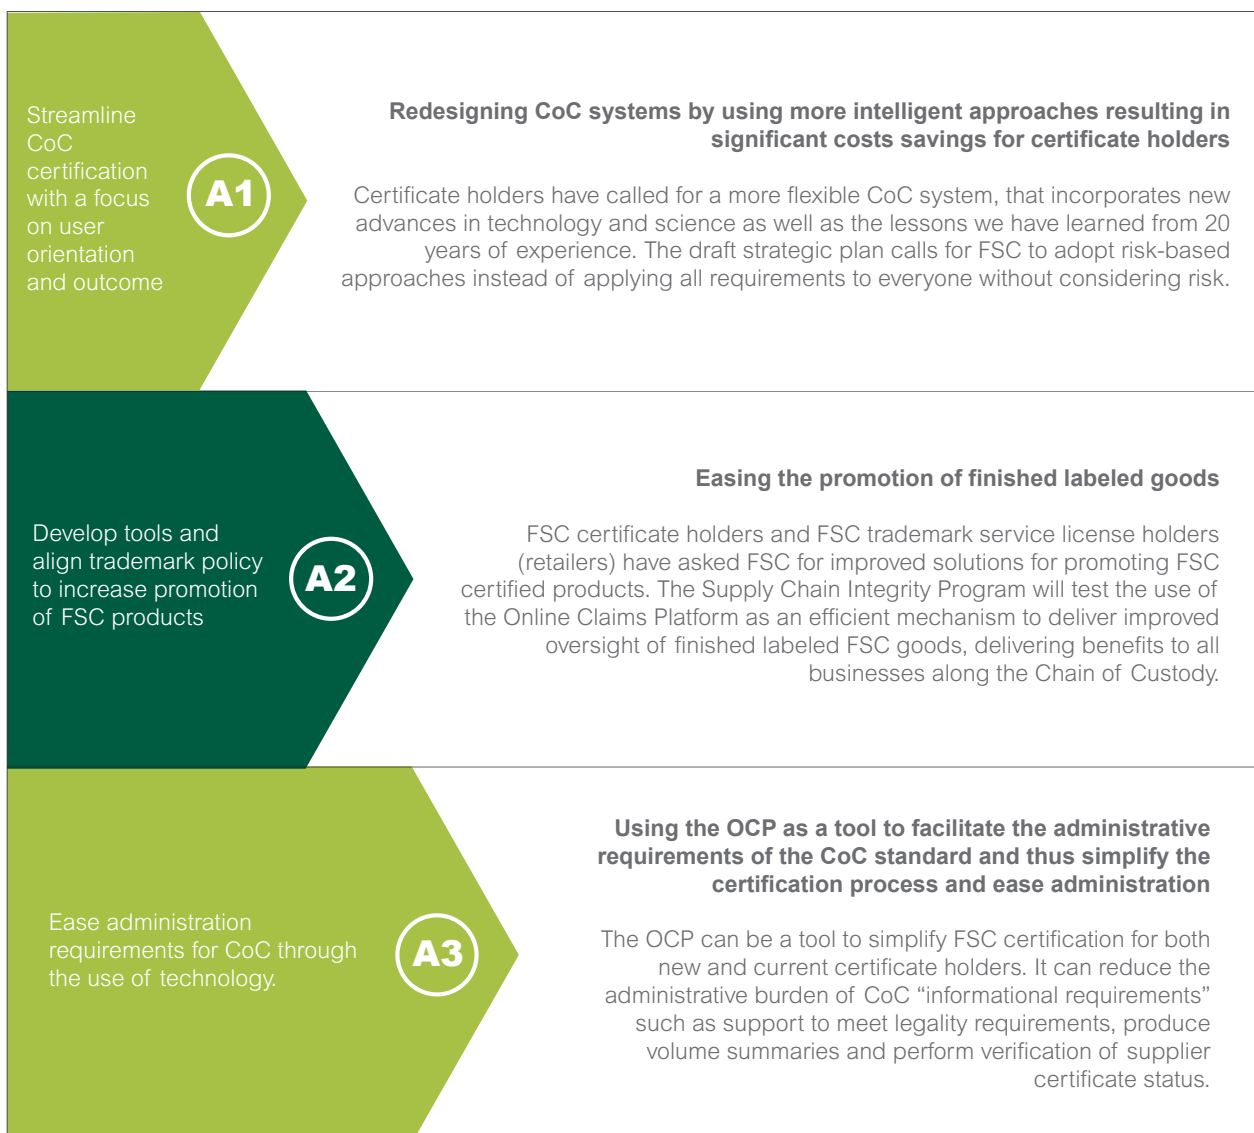 Streamline
CoC
certification
with a focus
on user
orientation
and outcome
A1
Redesigning CoC systems by using more intelligent approaches resulting in
significant costs savings for certificate holders
Certificate holders have called for a more flexible CoC system, that incorporates new
advances in technology and science as well as the lessons we have learned from 20
years of experience. The draft strategic plan calls for FSC to adopt risk-based
approaches instead of applying all requirements to everyone without considering risk.
Develop tools and
align trademark policy
to increase promotion
of FSC products
A2
Easing the promotion of finished labeled goods
FSC certificate holders and FSC trademark service license holders
(retailers) have asked FSC for improved solutions for promoting FSC
certified products. The Supply Chain Integrity Program will test the use of
the Online Claims Platform as an efficient mechanism to deliver improved
oversight of finished labeled FSC goods, delivering benefits to all
businesses along the Chain of Custody.
Ease administration
requirements for CoC through
the use of technology.
A3
Using the OCP as a tool to facilitate the administrative
requirements of the CoC standard and thus simplify the
certification process and ease administration
The OCP can be a tool to simplify FSC certification for both
new and current certificate holders. It can reduce the
administrative burden of CoC “informational requirements”
such as support to meet legality requirements, produce
volume summaries and perform verification of supplier
certificate status.